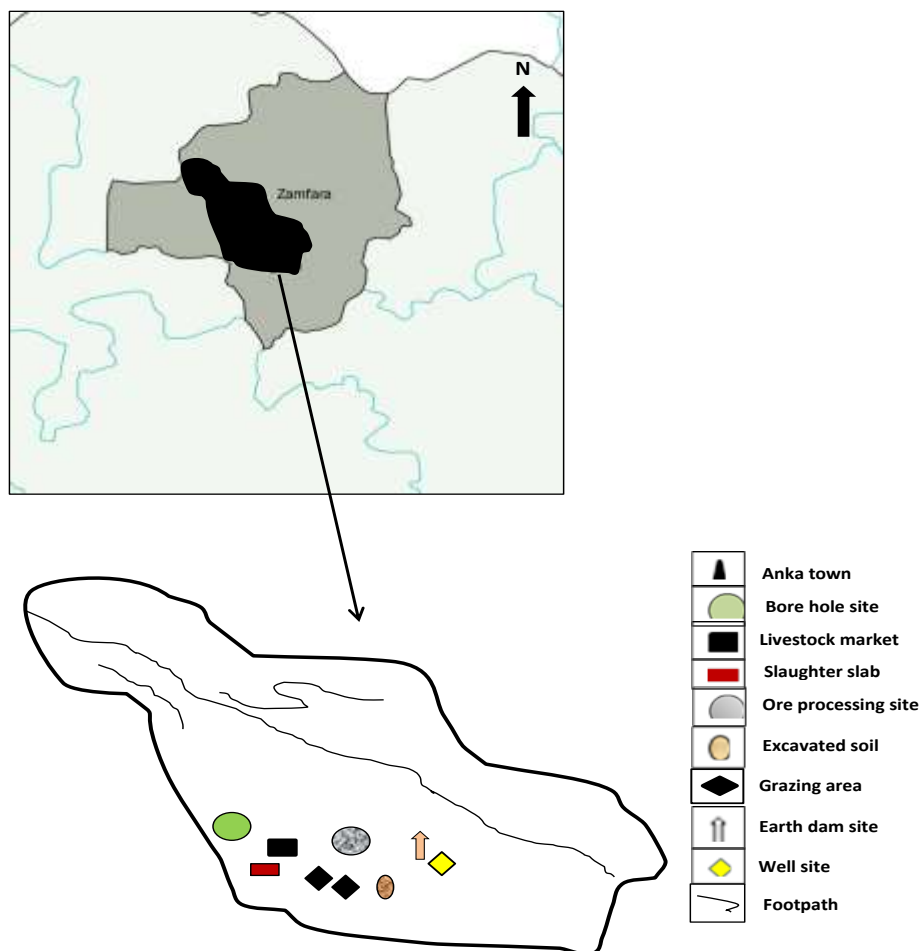 N
Zamfara
Anka town
Bore hole site
Livestock market
Slaughter slab
Ore processing site
Excavated soil
Grazing area
Earth dam site
Well site
Footpath